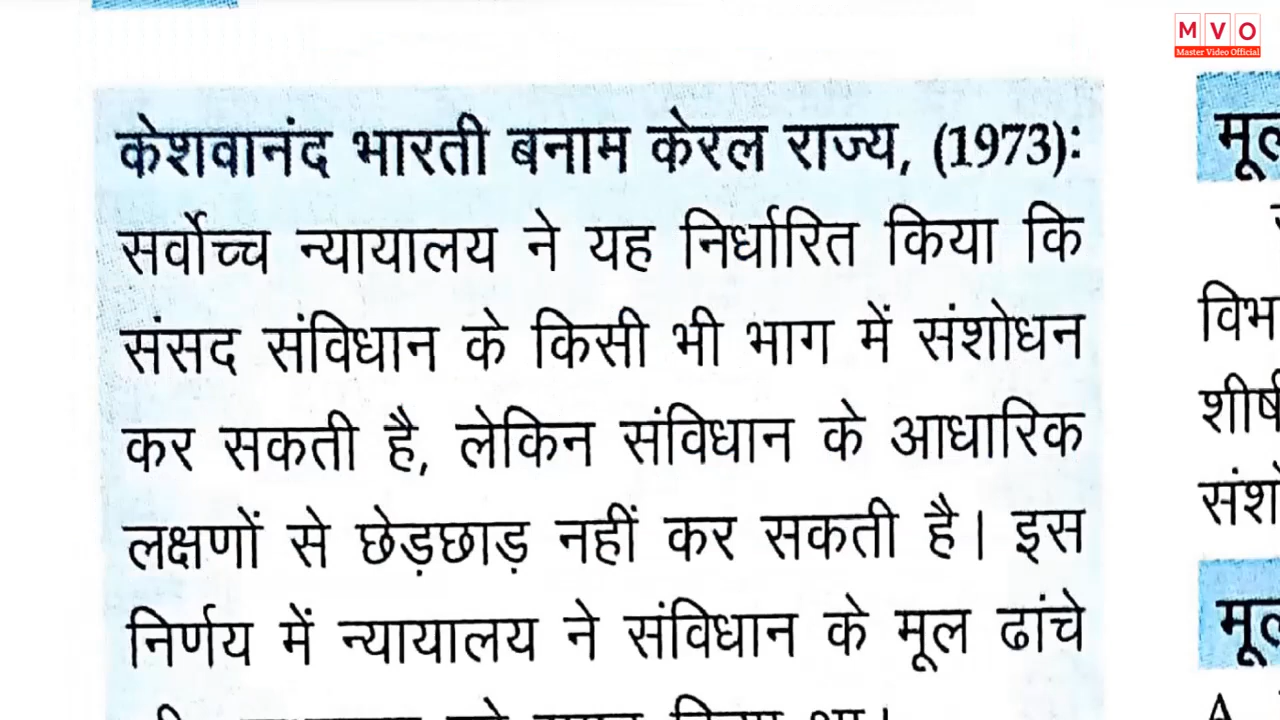 M V O
Master Video Official
केशवानंद भारती बनाम केरल राज्य, (1973):
सर्वोच्च न्यायालय ने यह निर्धारित किया कि
संसद संविधान के किसी भी भाग में संशोधन
कर सकती है, लेकिन संविधान के आधारिक
लक्षणों से छेड़छाड़ नहीं कर सकती है। इस
निर्णय में न्यायालय ने संविधान के मूल ढांचे